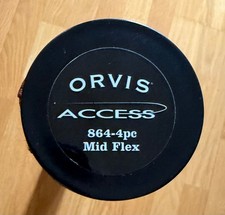 ORVIS
ACCESS
864-4pc
Mid Flex